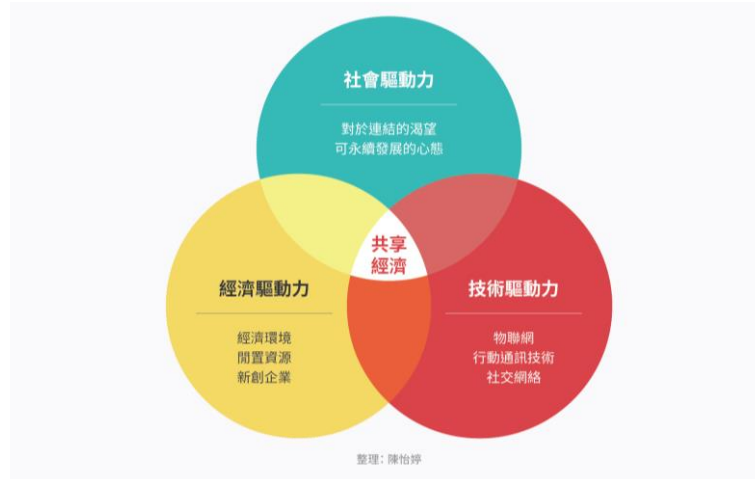 社會驅動力
對於連結的渴望
可永續發展的心態
共享
經濟
經濟驅動力
經濟環境
閒置資源
新創企業
技術驅動力
物聯網
行動通訊技術
社交網絡
整理：陳怡婷